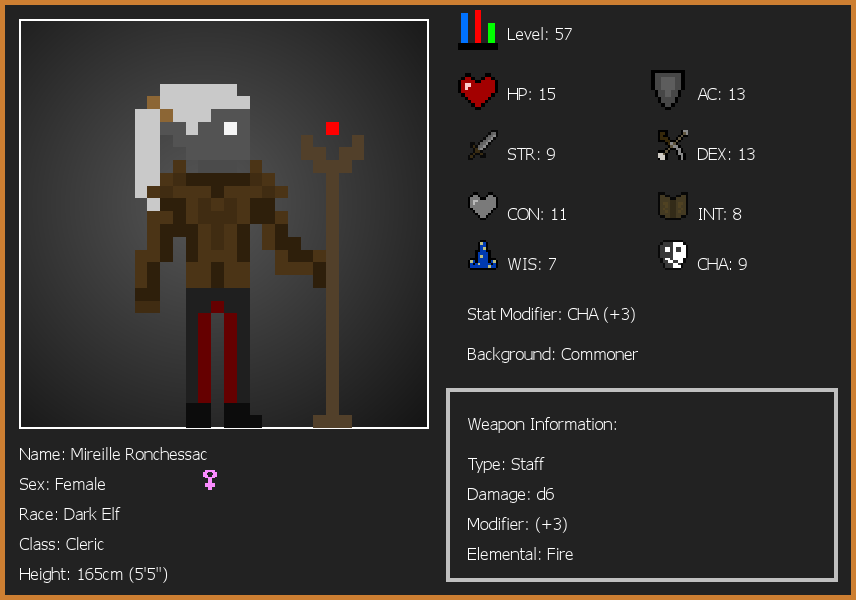 Level: 57
HP: 15
AC: 13
STR: 9
DEX: 13
CON: 11
INT: 8
WIS: 7
CHA: 9
Stat Modifier: CHA (+3)
Background: Commoner
Weapon Information:
Type: Staff
Damage: d6
Modifier: (+3)
Elemental: Fire
Name: Mireille Ronchessac
Sex: Female
Race: Dark Elf
Class: Cleric
Height: 165cm (5'5")